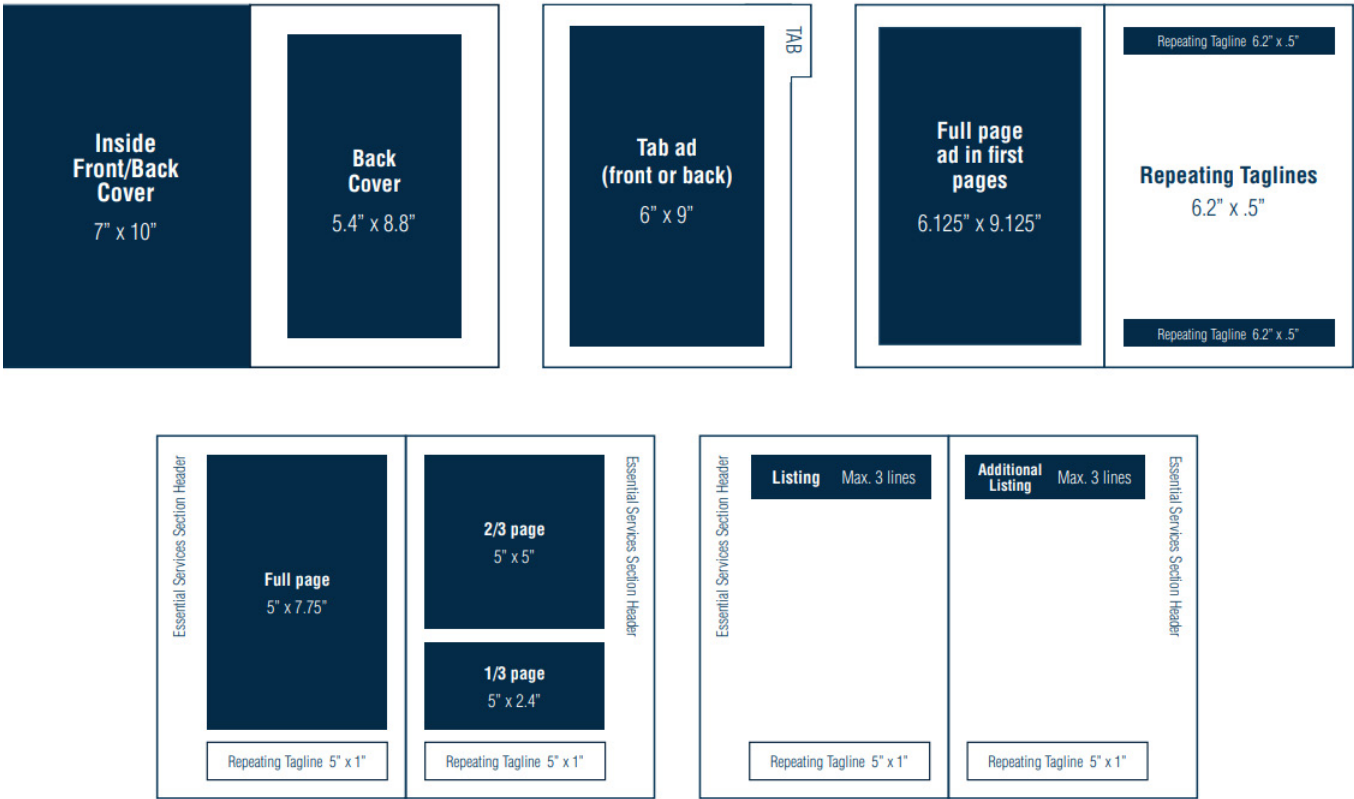 Inside
Front/Back
Cover
7” x 10”
Back
Cover
5.4” x 8.8”
TAB
Tab ad
(front or back)
6” x 9”
Full page
ad in first
pages
6.125” x 9.125”
Repeating Tagline 6.2” x .5”
Repeating Taglines
6.2” x .5”
Repeating Tagline 6.2” x .5”
Essential Services Section Header
Full page
5” x 7.75”
Repeating Tagline 5” x 1”
2/3 page
5” x 5”
1/3 page
5” x 2.4”
Repeating Tagline 5” x 1”
Essential Services Section Header
Essential Services Section Header
Listing Max. 3 lines
Repeating Tagline 5” x 1”
Additional
Listing Max. 3 lines
Repeating Tagline 5” x 1”
Essential Services Section Header